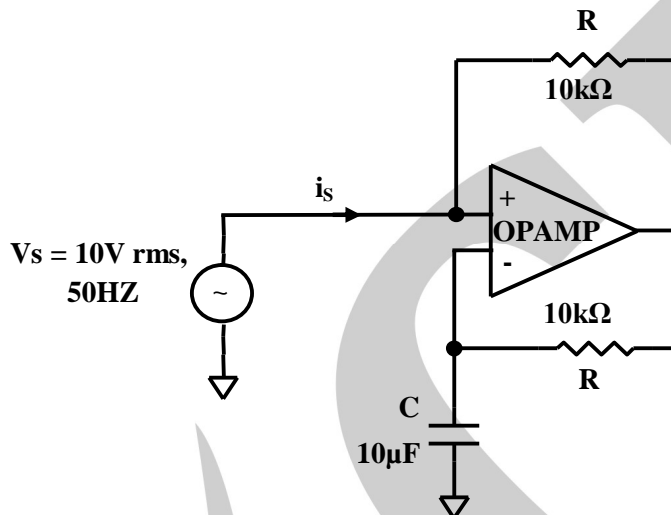 R
10kΩ
iS
+
OPAMP
-
Vs = 10V rms,
50HZ
~
10kΩ
R
C
10μF